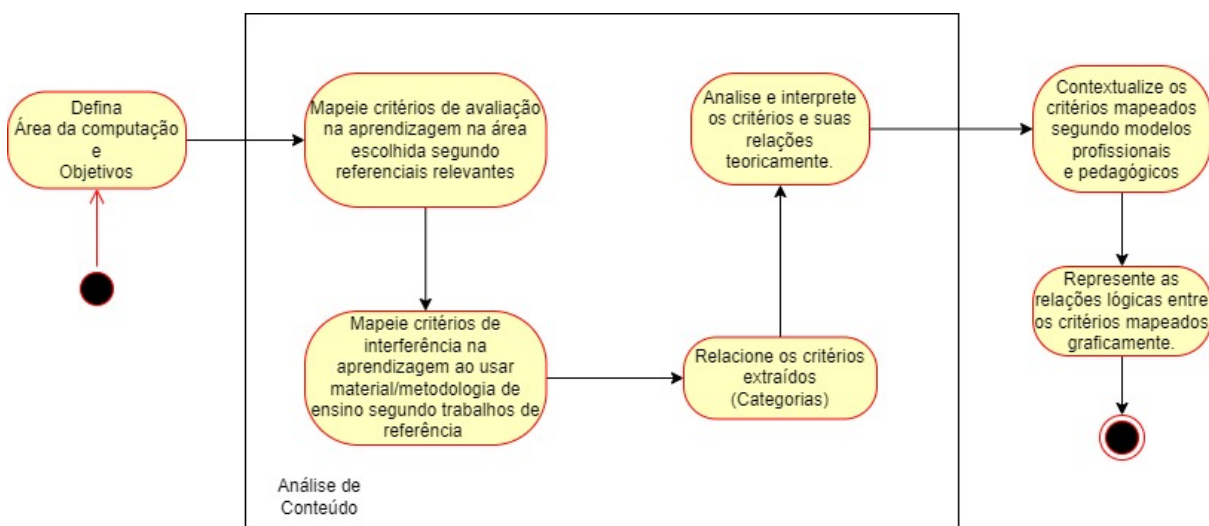 Defina
Área da computação
e
Objetivos
Mapeie critérios de avaliação
na aprendizagem na área
escolhida segundo
referenciais relevantes
Mapeie critérios de
interferência na
aprendizagem ao usar
material/metodologia de
ensino segundo trabalhos de
referência
Relacione os critérios
extraídos
(Categorias)
Analise e interprete
os critérios e suas
relações
teoricamente.
Contextualize os
critérios mapeados
segundo modelos
profissionais
e pedagógicos
Represente as
relações lógicas entre
os critérios mapeados
graficamente.
Análise de
Conteúdo